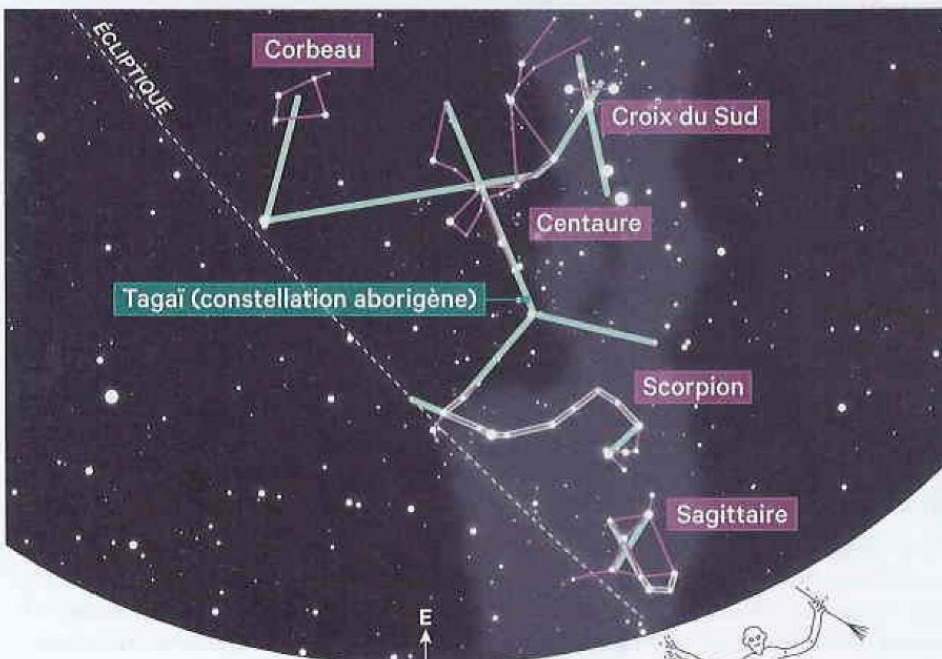 ÉCLIPTIQUE
Corbeau
Croix du Sud
Centaure
Tagaï (constellation aborigène)
Scorpion
Sagittaire
E